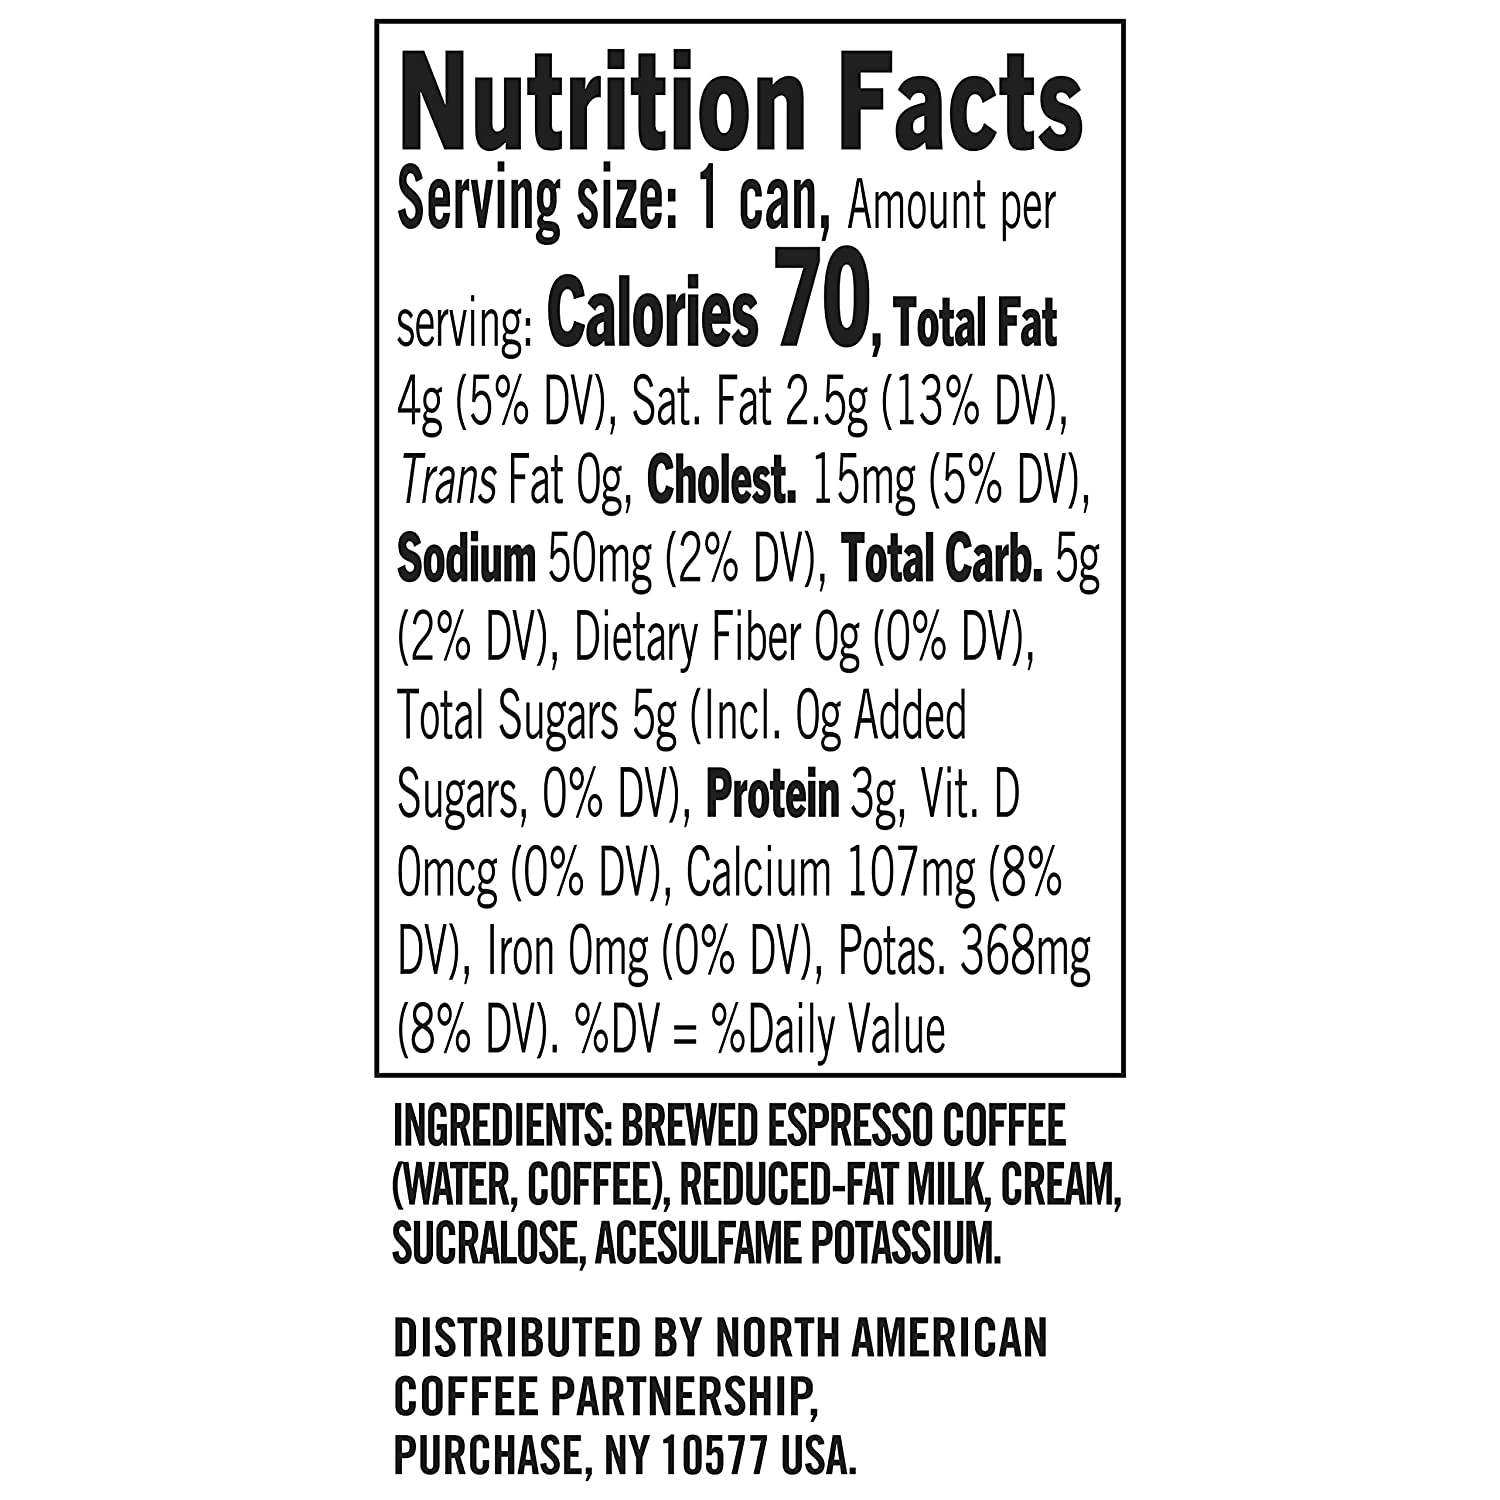 Nutrition Facts
Serving size: 1 can, Amount per
serving: Calories 70, Total Fat
4g (5% DV), Sat. Fat 2.5g (13% DV),
Trans Fat 0g, Cholest. 15mg (5% DV),
Sodium 50mg (2% DV), Total Carb. 5g
(2% DV), Dietary Fiber 0g (0% DV),
Total Sugars 5g (Incl. 0g Added
Sugars, 0% DV), Protein 3g, Vit. D
0mcg (0% DV), Calcium 107mg (8%
DV), Iron 0mg (0% DV), Potas. 368mg
(8% DV). %DV = %Daily Value
INGREDIENTS: BREWED ESPRESSO COFFEE
(WATER, COFFEE), REDUCED-FAT MILK, CREAM,
SUCRALOSE, ACESULFAME POTASSIUM.
DISTRIBUTED BY NORTH AMERICAN
COFFEE PARTNERSHIP,
PURCHASE, NY 10577 USA.